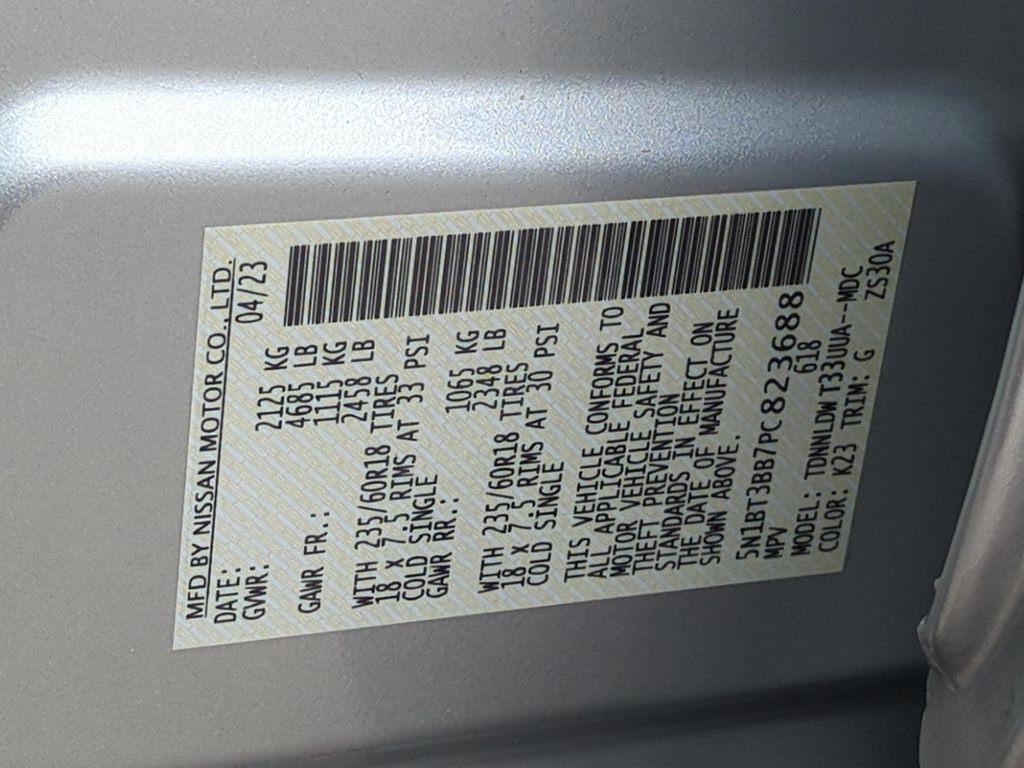 MFD BY NISSAN MOTOR CO., LTD.
DATE: 04/23
GVWR: 2125 KG
4685 LB
GAWR FR.: 1115 KG
2458 LB
WITH 235/60R18 TIRES
18 X 7.5 RIMS AT 33 PSI
COLD SINGLE
GAWR RR.: 1065 KG
2348 LB
WITH 235/60R18 TIRES
18 X 7.5 RIMS AT 30 PSI
COLD SINGLE
THIS VEHICLE CONFORMS TO
ALL APPLICABLE FEDERAL
MOTOR VEHICLE SAFETY AND
THEFT PREVENTION
STANDARDS IN EFFECT ON
THE DATE OF MANUFACTURE
SHOWN ABOVE.
5N1BT3BB7PC823688
MPV 618
MODEL: TDNNLDWT33UUA--MDC
COLOR: K23 TRIM: G ZS30A